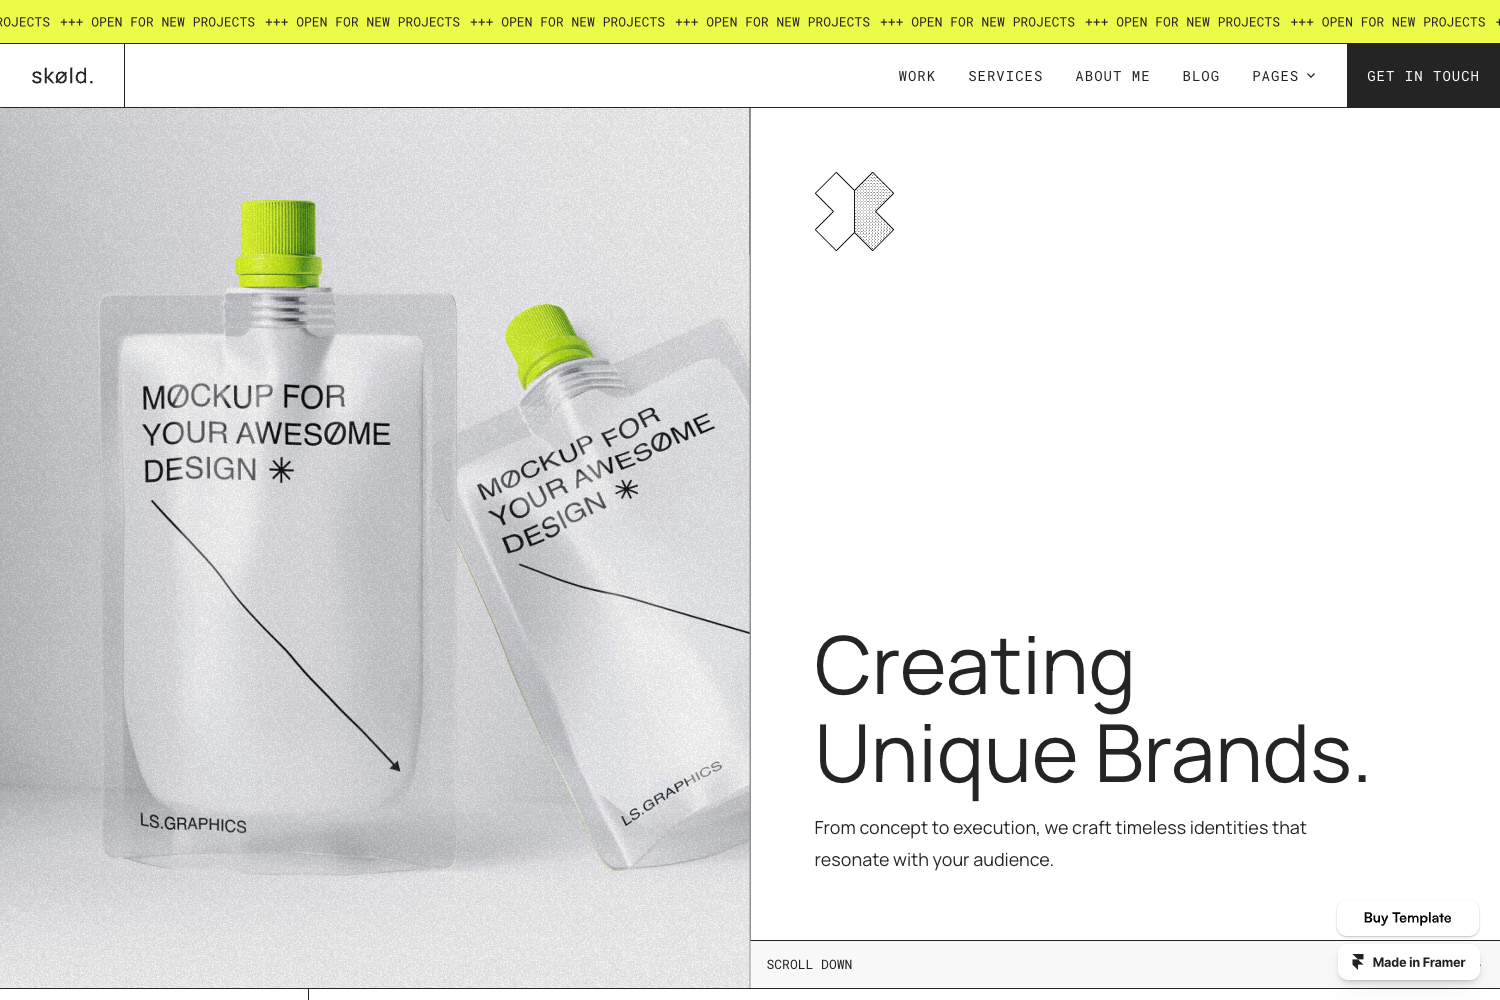 OJECTS +++ OPEN FOR NEW PROJECTS +++ OPEN FOR NEW PROJECTS +++ OPEN FOR NEW PROJECTS +++ OPEN FOR NEW PROJECTS +++ OPEN FOR NEW PROJECTS +++ OPEN FOR NEW PROJECTS +++ OPEN FOR NEW PROJECTS
skøld.
WORK SERVICES ABOUT ME BLOG PAGES GET IN TOUCH
MØCKUP FOR
YOUR AWESØME
DESIGN ✳
LS.GRAPHICS
MØCKUP FOR
YOUR AWESØME
DESIGN ✳
LS.GRAPHICS
Creating
Unique Brands.
From concept to execution, we craft timeless identities that
resonate with your audience.
Buy Template
SCROLL DOWN
Made in Framer